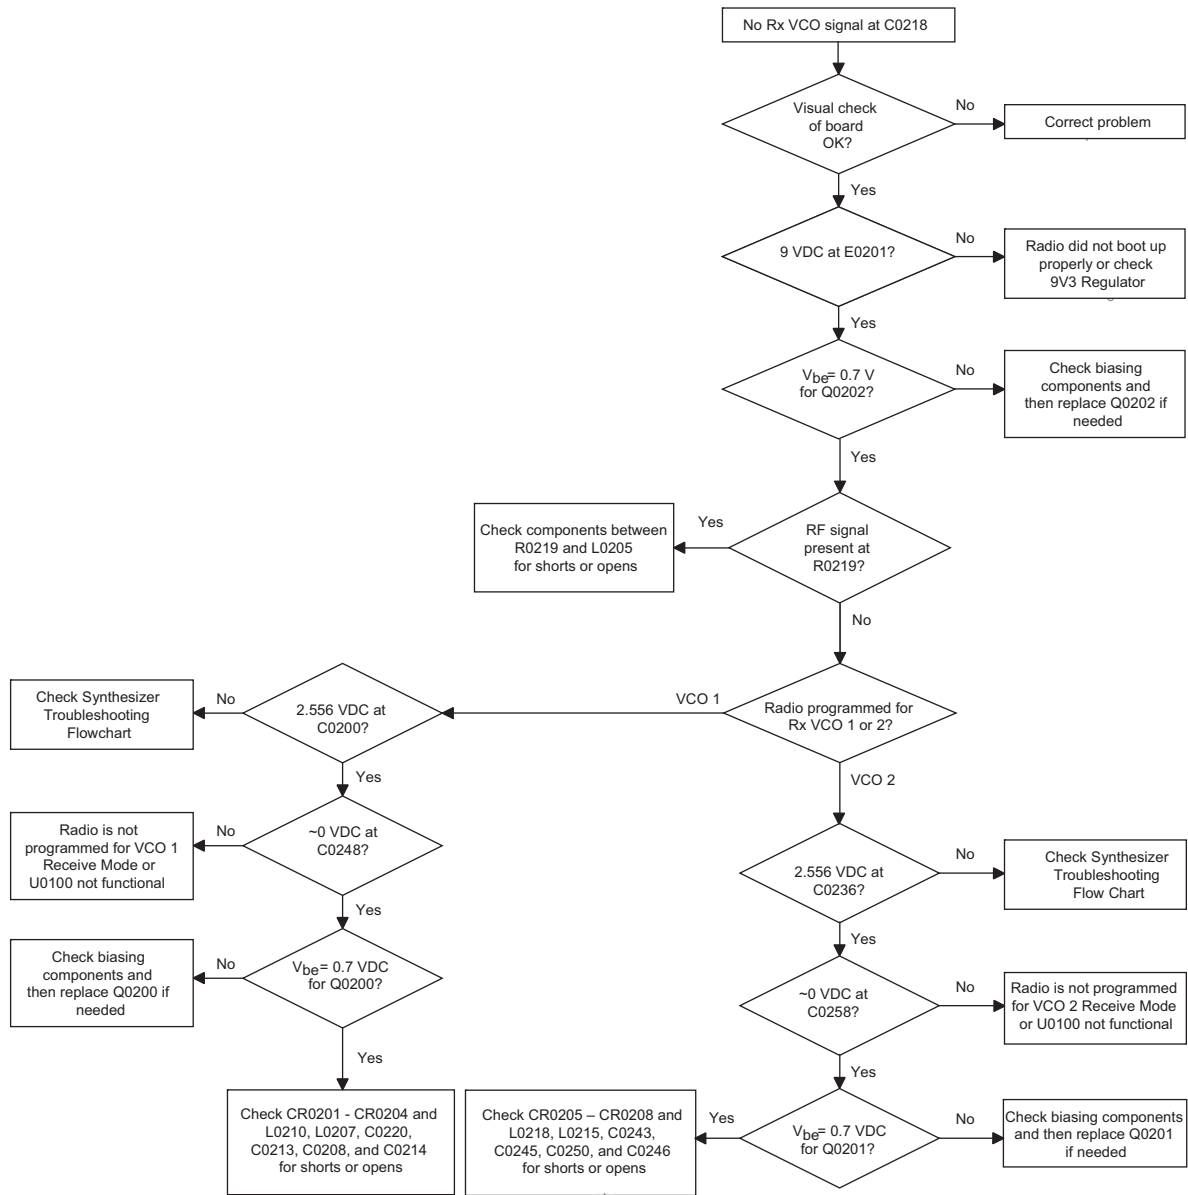 No Rx VCO signal at C0218
Visual check
of board
OK?
No
Correct problem
Yes
9 VDC at E0201?
No
Radio did not boot up
properly or check
9V3 Regulator
Yes
Vbe= 0.7 V
for Q0202?
No
Check biasing
components and
then replace Q0202 if
needed
Yes
RF signal
present at
R0219?
Yes
Check components between
R0219 and L0205
for shorts or opens
No
Radio programmed for
Rx VCO 1 or 2?
VCO 1
2.556 VDC at
C0200?
No
Check Synthesizer
Troubleshooting
Flowchart
Yes
~0 VDC at
C0248?
No
Radio is not
programmed for VCO 1
Receive Mode or
U0100 not functional
Yes
Vbe= 0.7 VDC
for Q0200?
No
Check biasing
components and
then replace Q0200 if
needed
Yes
Check CR0201 - CR0204 and
L0210, L0207, C0220,
C0213, C0208, and C0214
for shorts or opens
VCO 2
2.556 VDC at
C0236?
No
Check Synthesizer
Troubleshooting
Flow Chart
Yes
~0 VDC at
C0258?
No
Radio is not programmed
for VCO 2 Receive Mode
or U0100 not functional
Yes
Vbe= 0.7 VDC
for Q0201?
No
Check biasing components
and then replace Q0201
if needed
Yes
Check CR0205 – CR0208 and
L0218, L0215, C0243,
C0245, C0250, and C0246
for shorts or opens